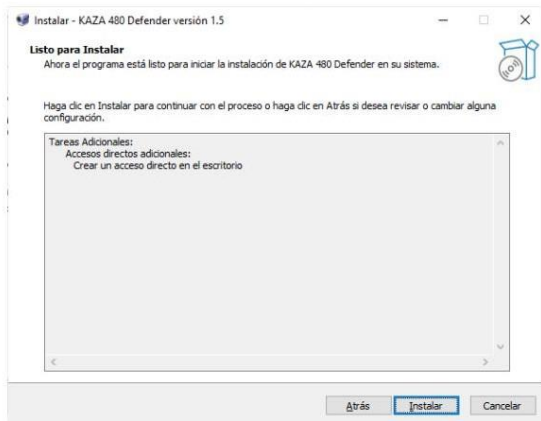 Instalar - KAZA 480 Defender versión 1.5
Listo para Instalar
Ahora el programa está listo para iniciar la instalación de KAZA 480 Defender en su sistema.
Haga clic en Instalar para continuar con el proceso o haga clic en Atrás si desea revisar o cambiar alguna
configuración.
Tareas Adicionales:
Accesos directos adicionales:
Crear un acceso directo en el escritorio
Atrás
Instalar
Cancelar